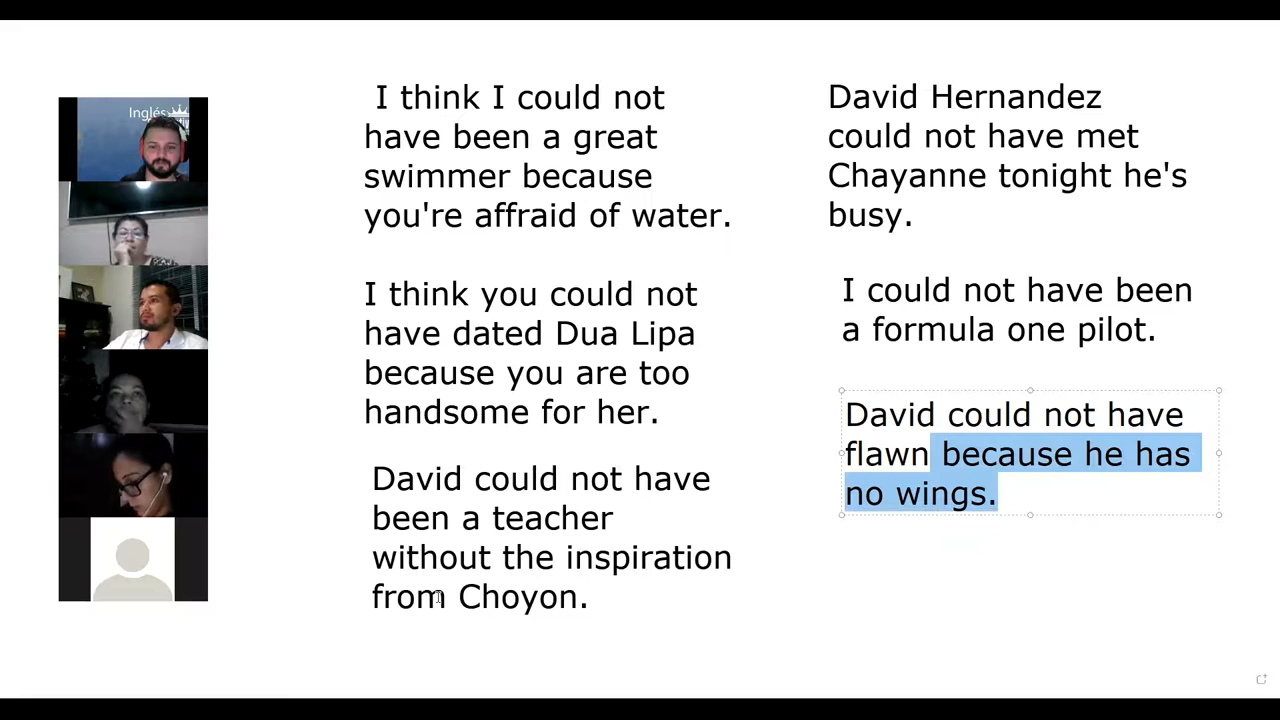 Inglés
I think I could not
have been a great
swimmer because
you're affraid of water.
I think you could not
have dated Dua Lipa
because you are too
handsome for her.
David could not have
been a teacher
without the inspiration
from Choyon.
David Hernandez
could not have met
Chayanne tonight he's
busy.
I could not have been
a formula one pilot.
David could not have
flawn because he has
no wings.